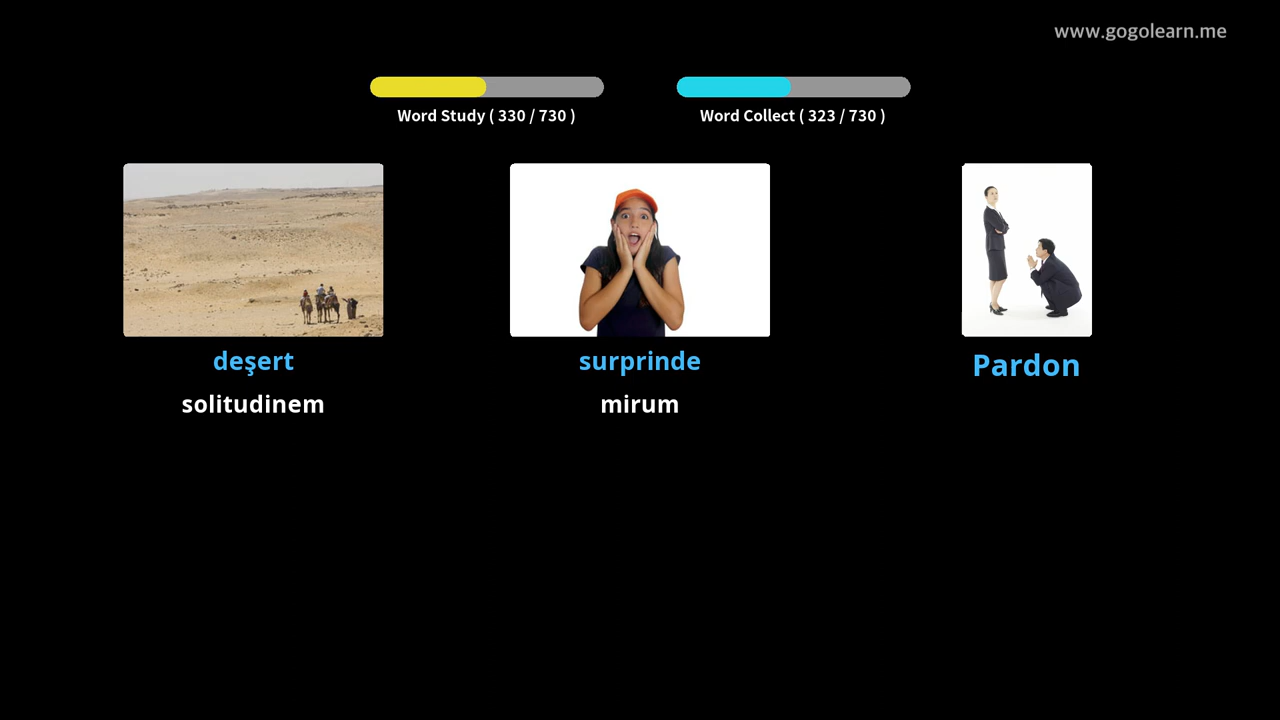 www.gogolearn.me
Word Study ( 330 / 730 )
Word Collect ( 323 / 730 )
deşert
surprinde
Pardon
solitudinem
mirum